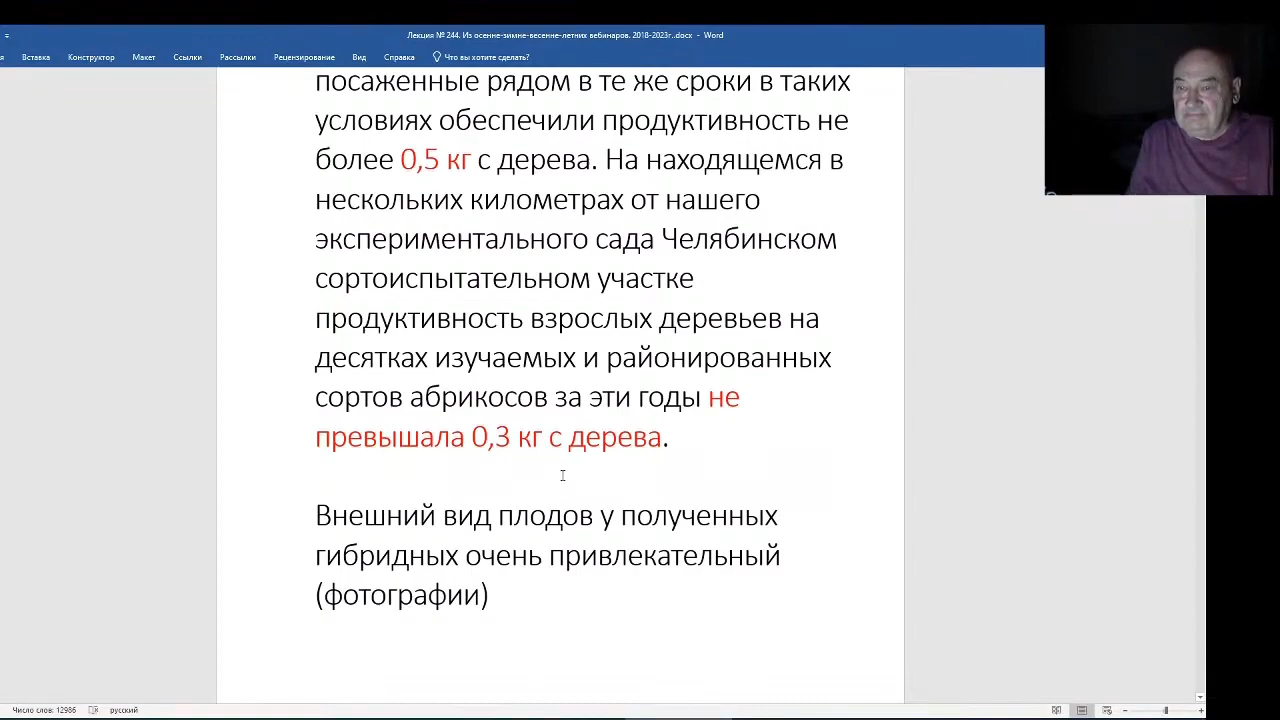 Лекция № 244. Из осенне-зимне-весенне-летних вебинаров. 2018-2023г..docx - Word
Вставка Конструктор Макет Ссылки Рассылки Рецензирование Вид Справка Что вы хотите сделать?
посаженные рядом в те же сроки в таких
условиях обеспечили продуктивность не
более 0,5 кг с дерева. На находящемся в
нескольких километрах от нашего
экспериментального сада Челябинском
сортоиспытательном участке
продуктивность взрослых деревьев на
десятках изучаемых и районированных
сортов абрикосов за эти годы не
превышала 0,3 кг с дерева.
Внешний вид плодов у полученных
гибридных очень привлекательный
(фотографии)
Число слов: 12986 русский